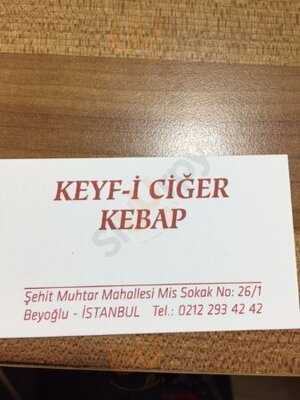 KEYF-İ CİĞER
KEBAP
Şehit Muhtar Mahallesi Mis Sokak No: 26/1
Beyoğlu - İSTANBUL Tel.: 0212 293 42 42